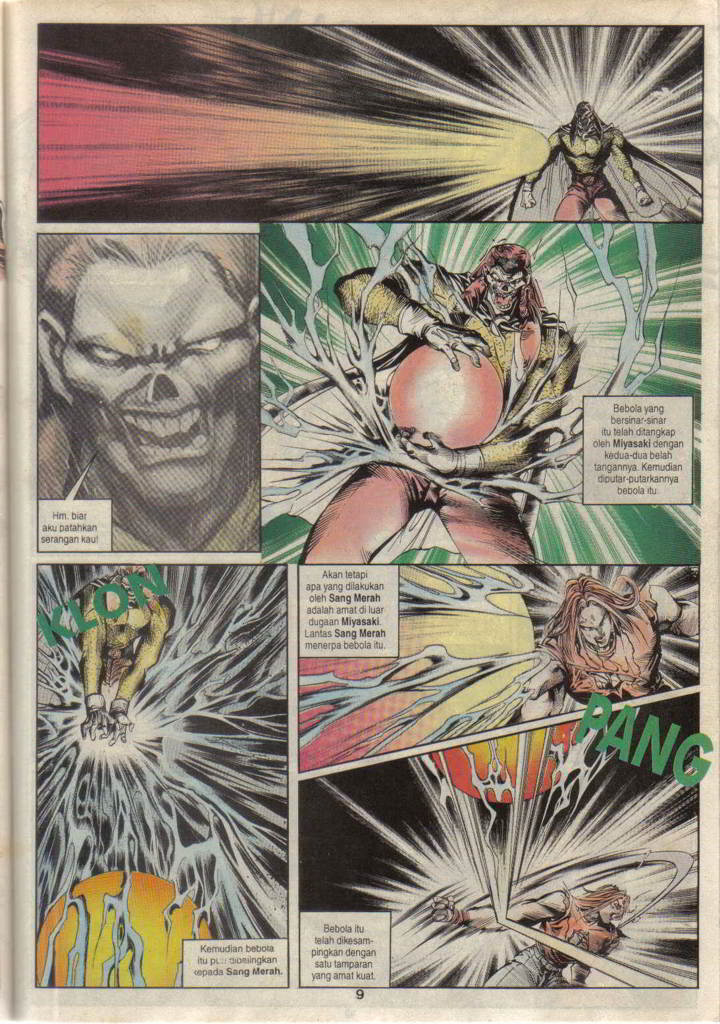 Hm. biar
aku patahkan
serangan kau!
Bebola yang
bersinar-sinar
itu telah ditangkap
oleh Miyasaki dengan
kedua-dua belah
tangannya. Kemudian
diputar-putarkannya
bebola itu.
KLON
Kemudian bebola
itu
kepada Sang Merah.
Akan tetapi
apa yang dilakukan
oleh Sang Merah
adalah amat di luar
dugaan Miyasaki.
Lantas Sang Merah
menerpa bebola itu.
PANG
Bebola itu
telah dikesam-
pingkan dengan
satu tamparan
yang amat kuat.
9